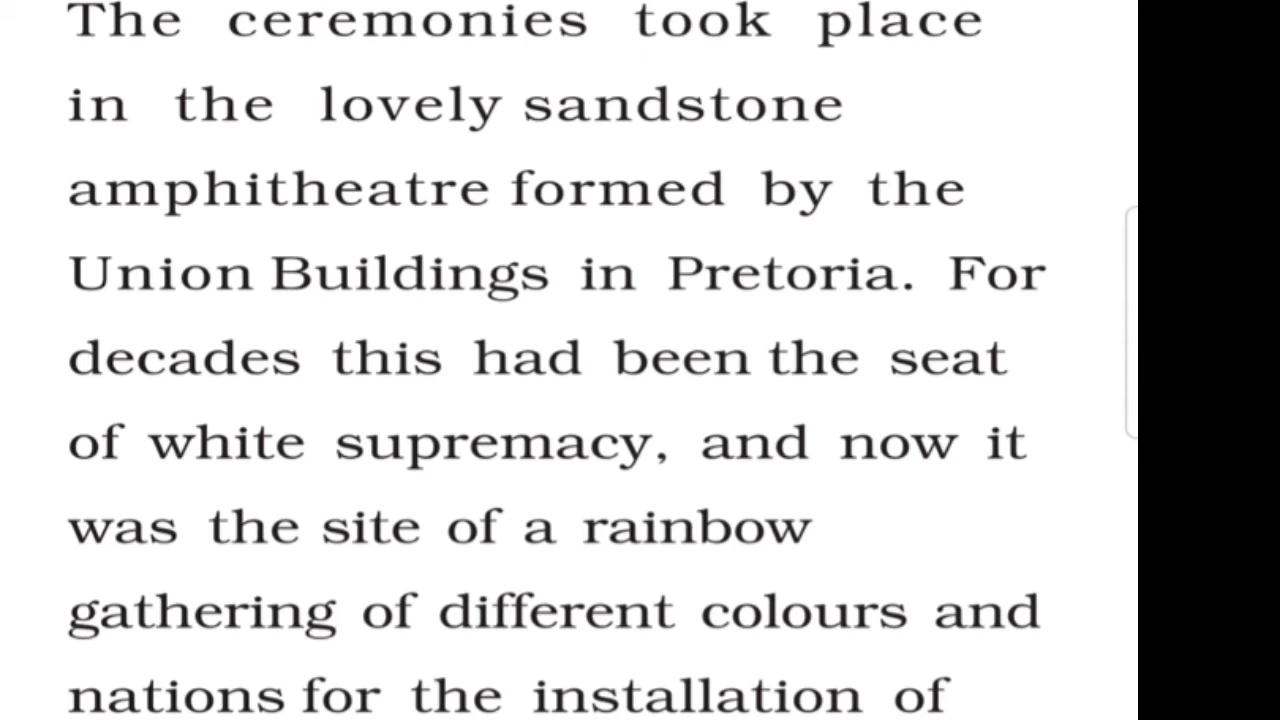 The ceremonies took place
in the lovely sandstone
amphitheatre formed by the
Union Buildings in Pretoria. For
decades this had been the seat
of white supremacy, and now it
was the site of a rainbow
gathering of different colours and
nations for the installation of